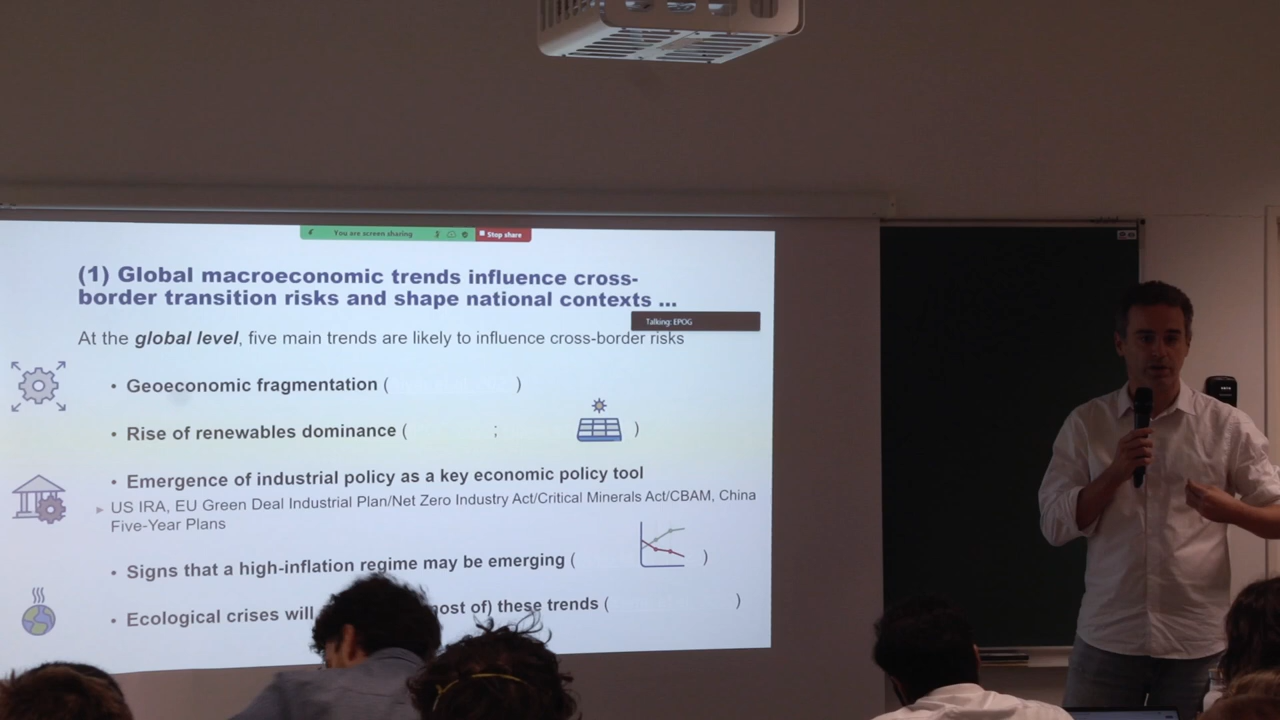 You are screen sharing
Stop share
(1) Global macroeconomic trends influence cross-
border transition risks and shape national contexts ...
Talking: EPOG
At the global level, five main trends are likely to influence cross-border risks
• Geoeconomic fragmentation ( )
• Rise of renewables dominance ( ; )
• Emergence of industrial policy as a key economic policy tool
US IRA, EU Green Deal Industrial Plan/Net Zero Industry Act/Critical Minerals Act/CBAM, China
Five-Year Plans
• Signs that a high-inflation regime may be emerging ( )
• Ecological crises will most of) these trends ( )